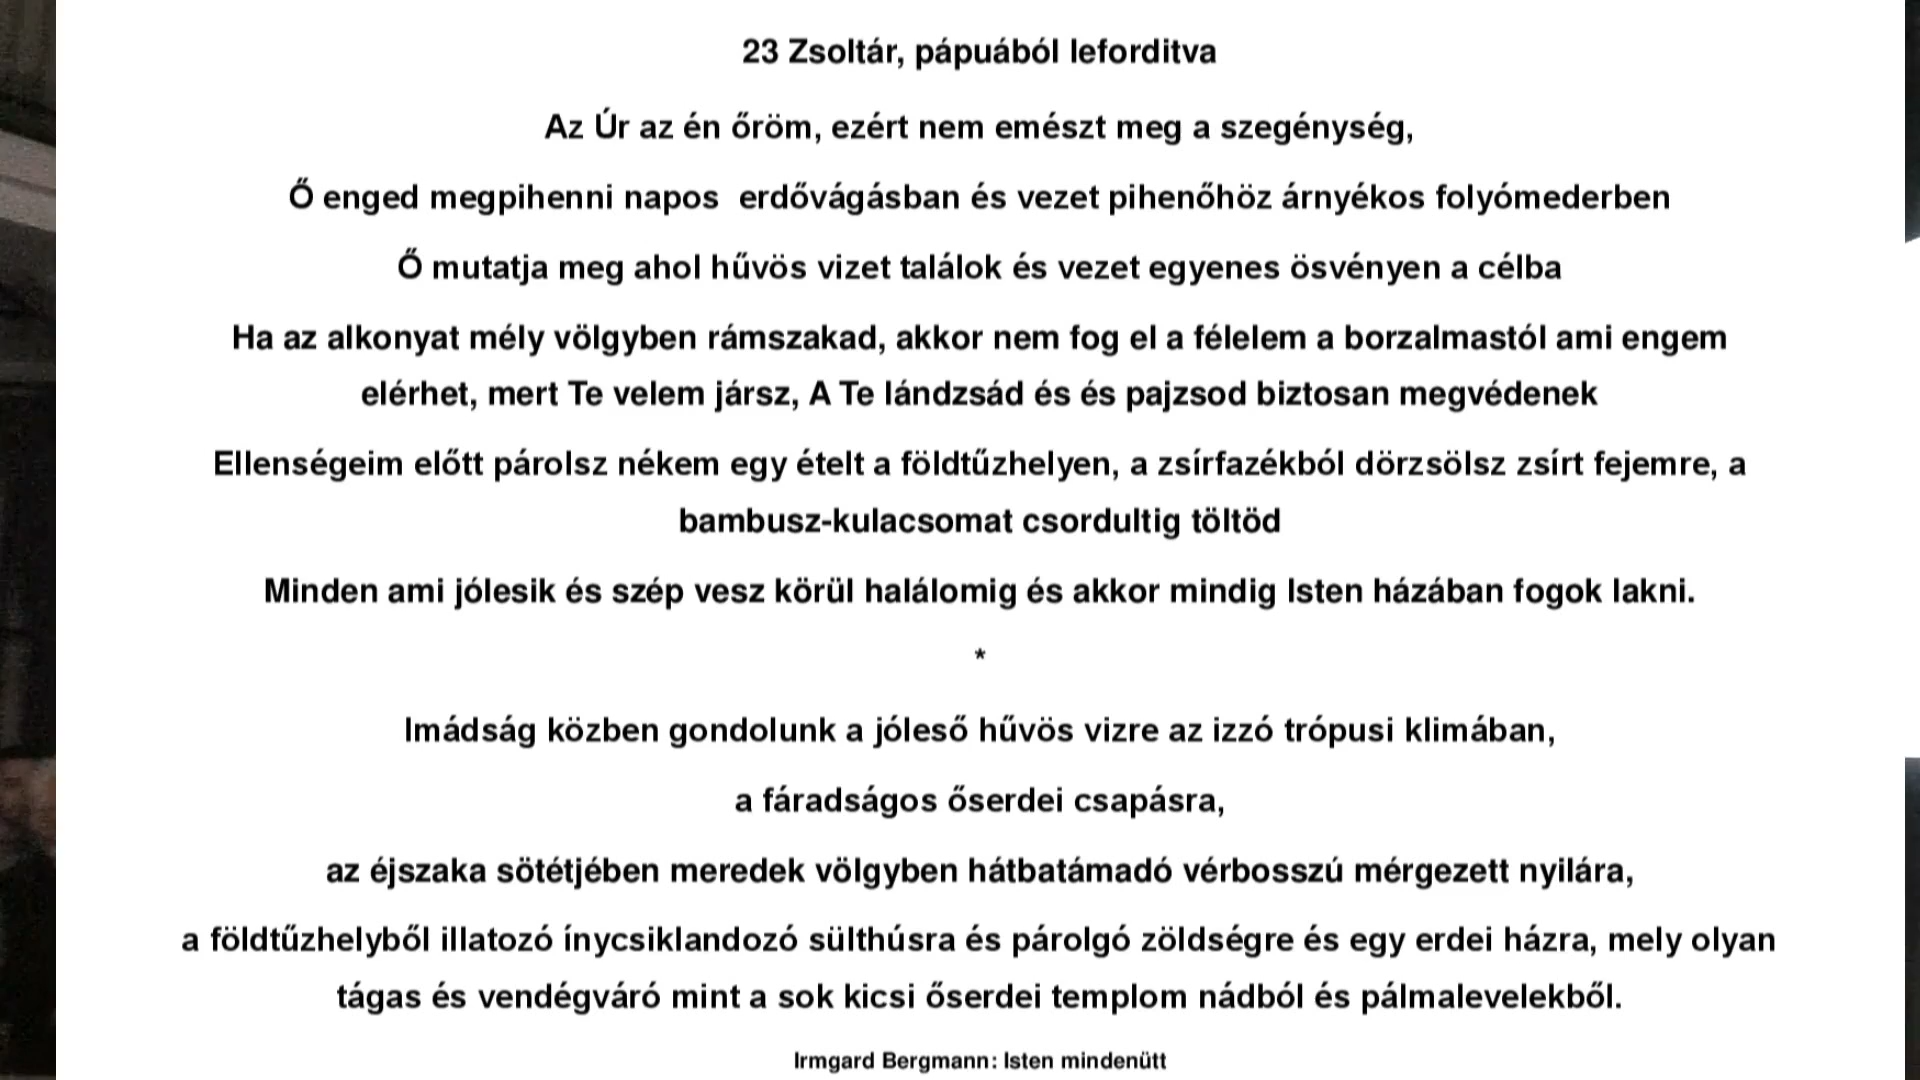 23 Zsoltár, pápuából leforditva
Az Úr az én őröm, ezért nem emészt meg a szegénység,
Ő enged megpihenni napos  erdővágásban és vezet pihenőhöz árnyékos folyómederben
Ő mutatja meg ahol hűvös vizet találok és vezet egyenes ösvényen a célba
Ha az alkonyat mély völgyben rámszakad, akkor nem fog el a félelem a borzalmastól ami engem
elérhet, mert Te velem jársz, A Te lándzsád és és pajzsod biztosan megvédenek
Ellenségeim előtt párolsz nékem egy ételt a földtűzhelyen, a zsírfazékból dörzsölsz zsírt fejemre, a
bambusz-kulacsomat csordultig töltöd
Minden ami jólesik és szép vesz körül halálomig és akkor mindig Isten házában fogok lakni.
*
Imádság közben gondolunk a jóleső hűvös vizre az izzó trópusi klimában,
a fáradságos őserdei csapásra,
az éjszaka sötétjében meredek völgyben hátbatámadó vérbosszú mérgezett nyilára,
a földtűzhelyből illatozó ínycsiklandozó sülthúsra és párolgó zöldségre és egy erdei házra, mely olyan
tágas és vendégváró mint a sok kicsi őserdei templom nádból és pálmalevelekből.
Irmgard Bergmann: Isten mindenütt